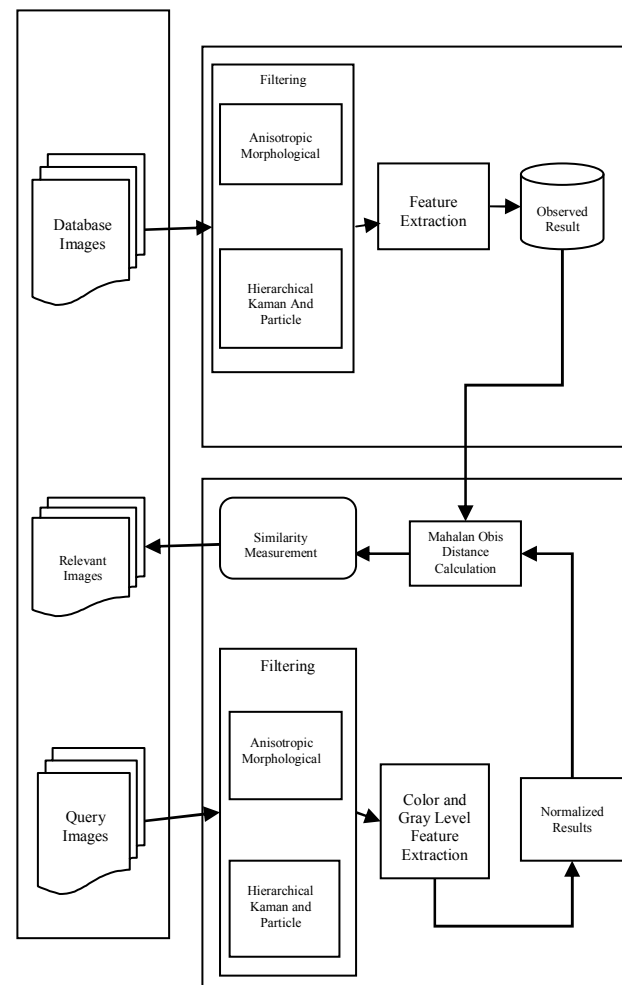 Filtering
Anisotropic
Morphological
Database
Images
Feature
Extraction
Observed
Result
Hierarchical
Kaman And
Particle
Relevant
Images
Similarity
Measurement
Mahalan Obis
Distance
Calculation
Filtering
Anisotropic
Morphological
Query
Images
Color and
Gray Level
Feature
Extraction
Normalized
Results
Hierarchical
Kaman and
Particle